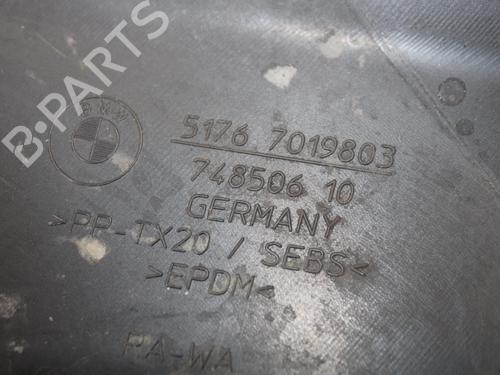 B-PARTS
BMW
5176 7019803
748506 10
GERMANY
>PP-TX20 / SEBS<
>EPDM<
PA-WA